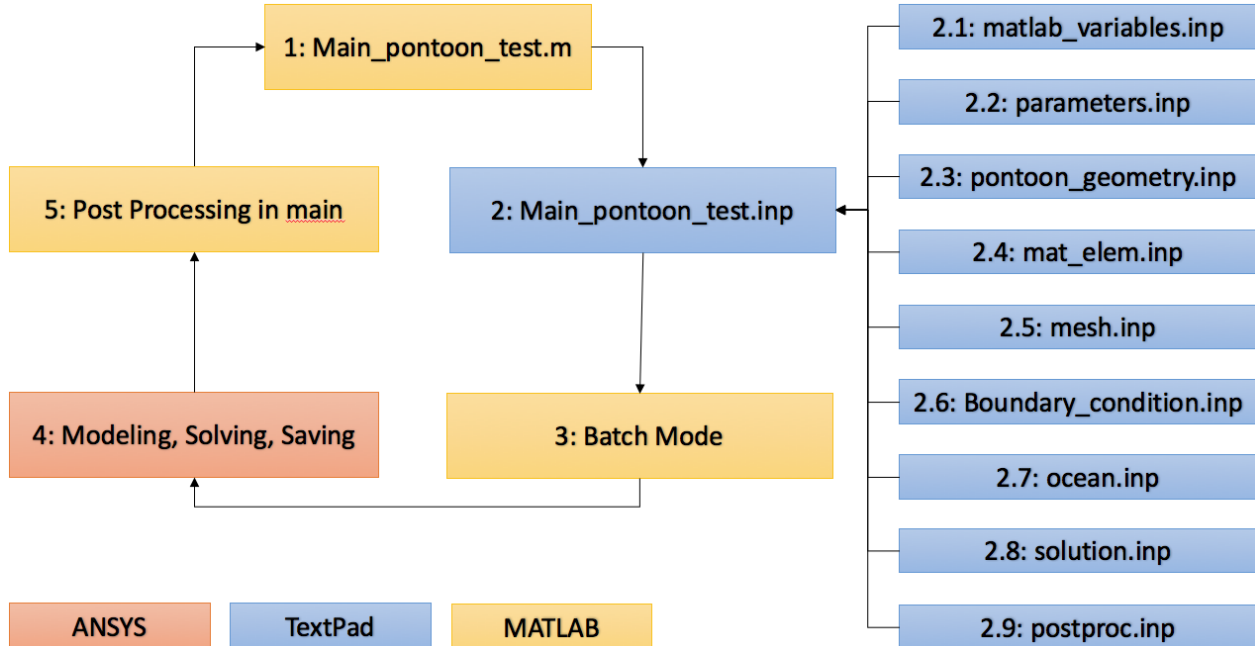 1: Main_pontoon_test.m
2: Main_pontoon_test.inp
3: Batch Mode
4: Modeling, Solving, Saving
5: Post Processing in main
2.1: matlab_variables.inp
2.2: parameters.inp
2.3: pontoon_geometry.inp
2.4: mat_elem.inp
2.5: mesh.inp
2.6: Boundary_condition.inp
2.7: ocean.inp
2.8: solution.inp
2.9: postproc.inp
ANSYS
TextPad
MATLAB